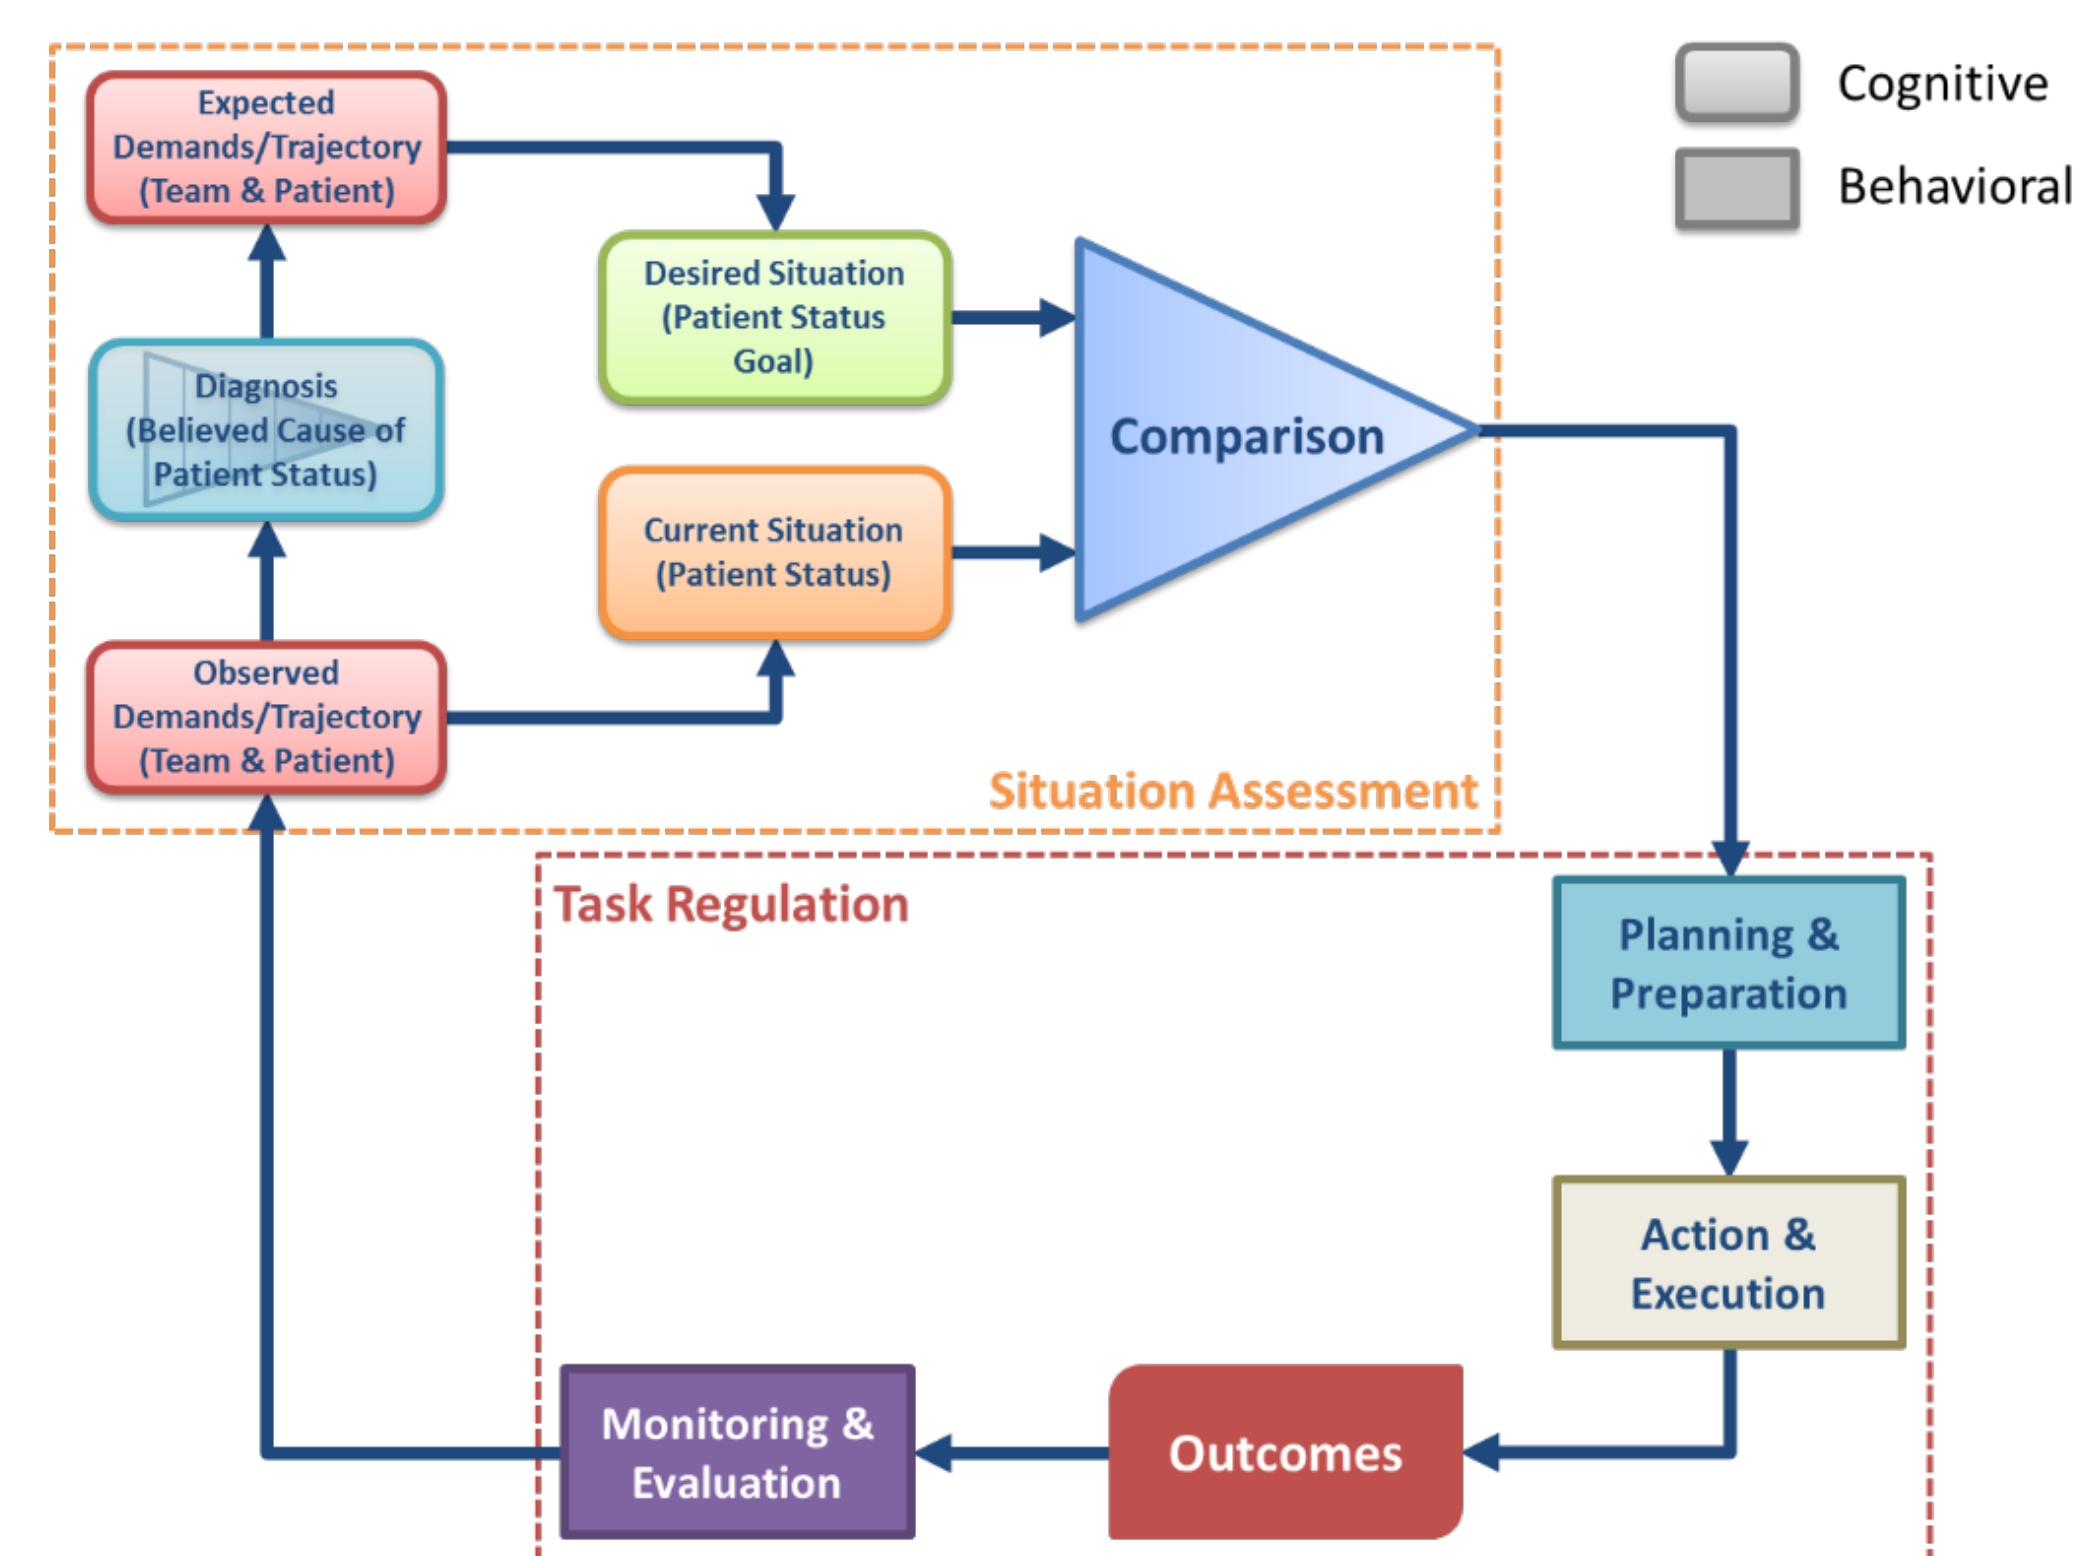 Expected
Demands/Trajectory
(Team & Patient)
Desired Situation
(Patient Status
Goal)
Diagnosis
(Believed Cause of
Patient Status)
Comparison
Current Situation
(Patient Status)
Observed
Demands/Trajectory
(Team & Patient)
Situation Assessment
Cognitive
Behavioral
Task Regulation
Planning &
Preparation
Action &
Execution
Outcomes
Monitoring &
Evaluation